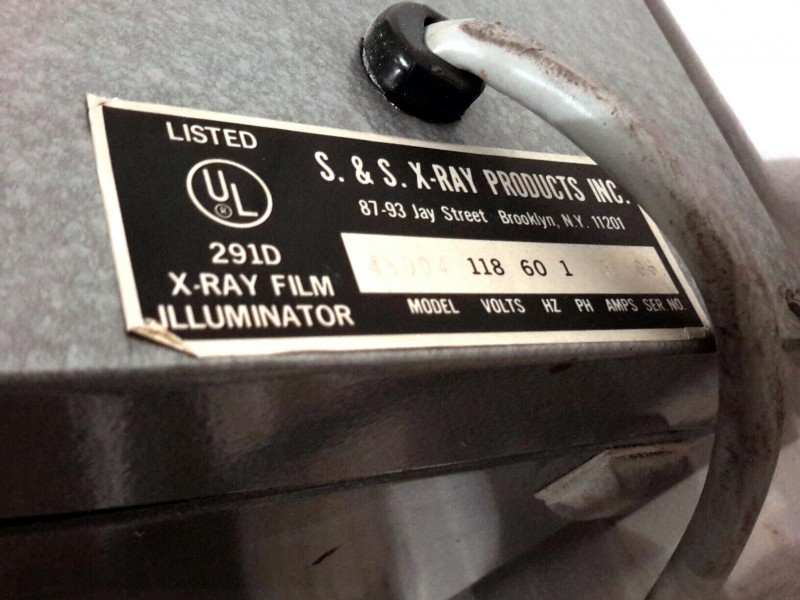 LISTED
UL
®
291D
X-RAY FILM
ILLUMINATOR
S. & S. X-RAY PRODUCTS INC.
87-93 Jay Street Brooklyn, N.Y. 11201
118 60 1
MODEL VOLTS HZ PH AMPS SER NO.